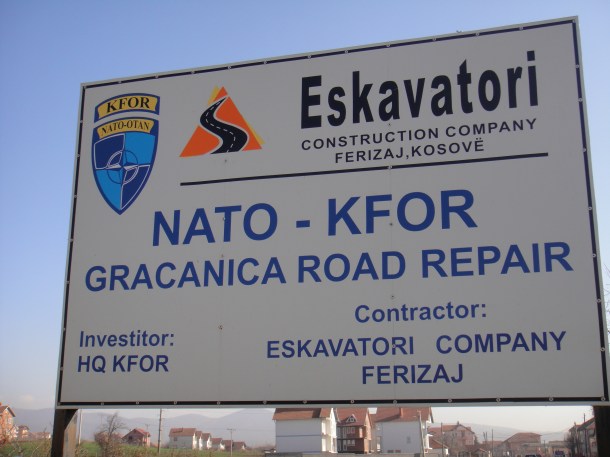 KFOR
NATO-OTAN
Eskavatori
CONSTRUCTION COMPANY
FERIZAJ,KOSOVË
NATO - KFOR
GRACANICA ROAD REPAIR
Investitor:
HQ KFOR
Contractor:
ESKAVATORI COMPANY
FERIZAJ